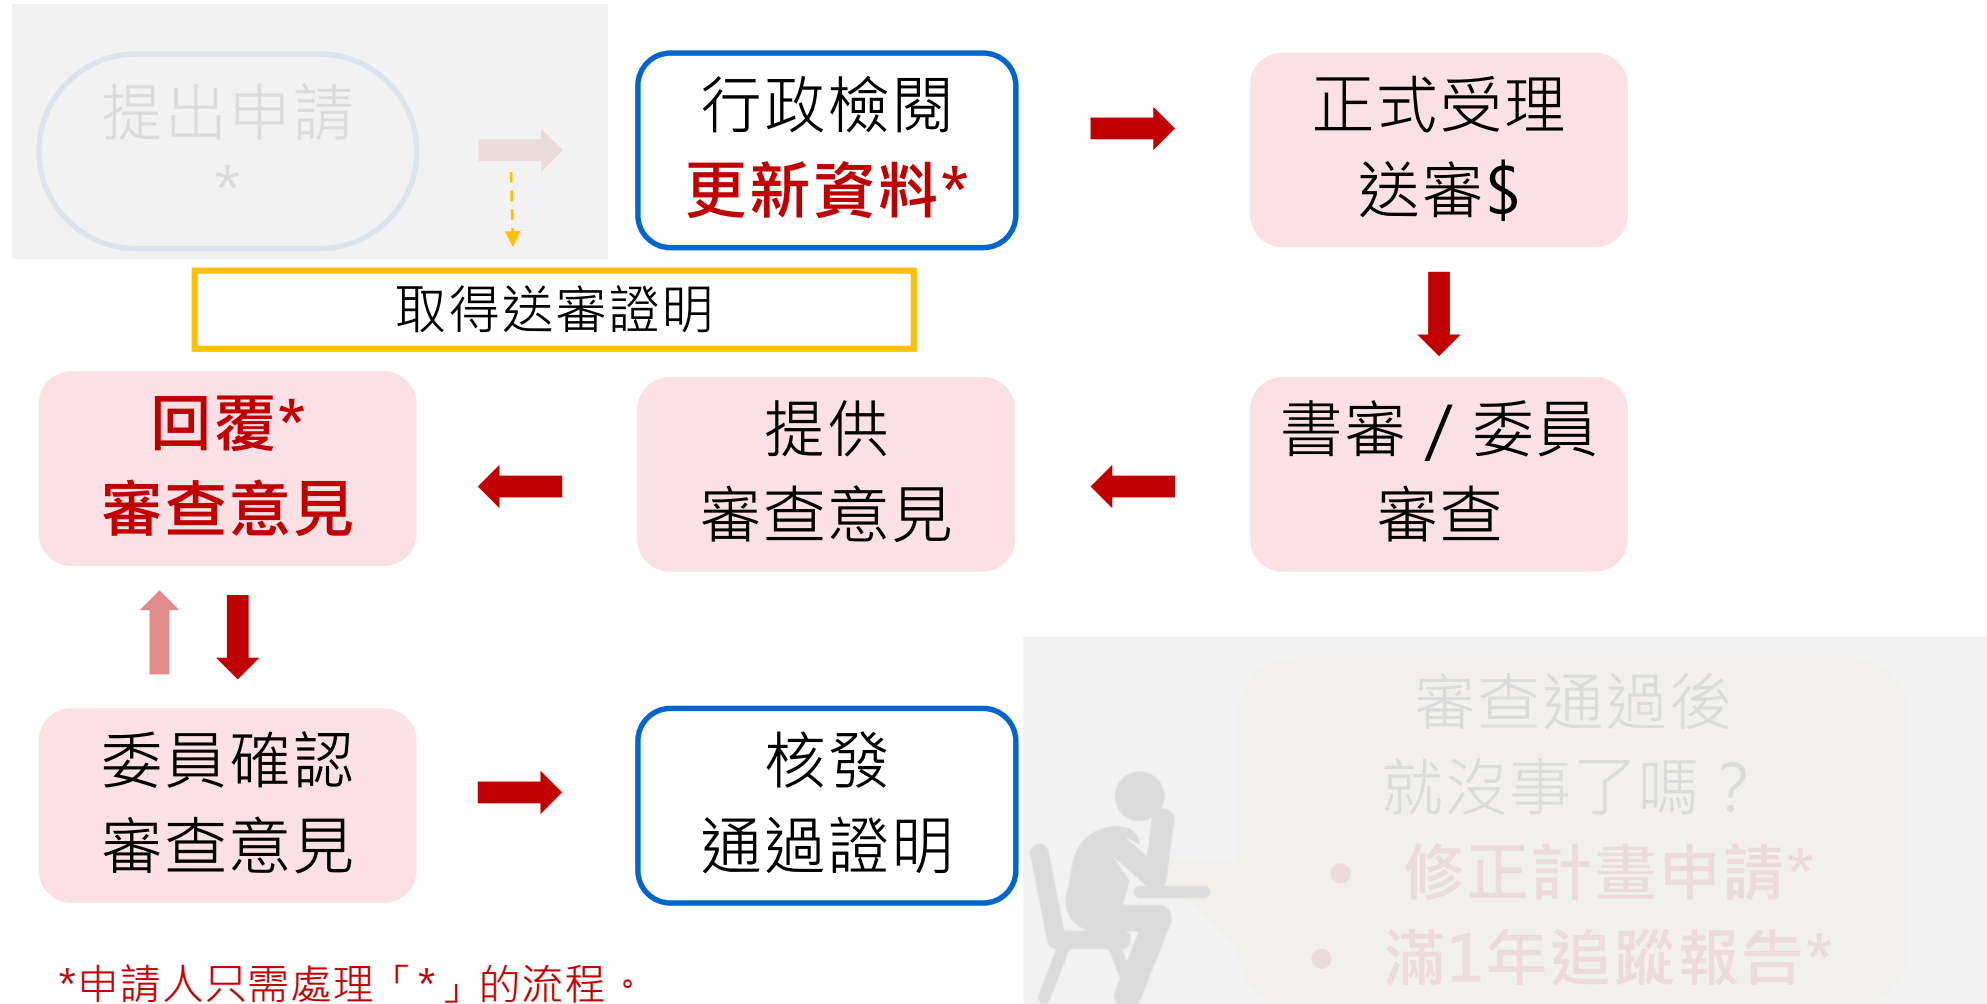 提出申請
*
行政檢閱
更新資料*
正式受理
送審$
取得送審證明
書審 / 委員
審查
提供
審查意見
回覆*
審查意見
委員確認
審查意見
核發
通過證明
審查通過後
就沒事了嗎？
• 修正計畫申請*
• 滿1年追蹤報告*
*申請人只需處理「*」的流程。